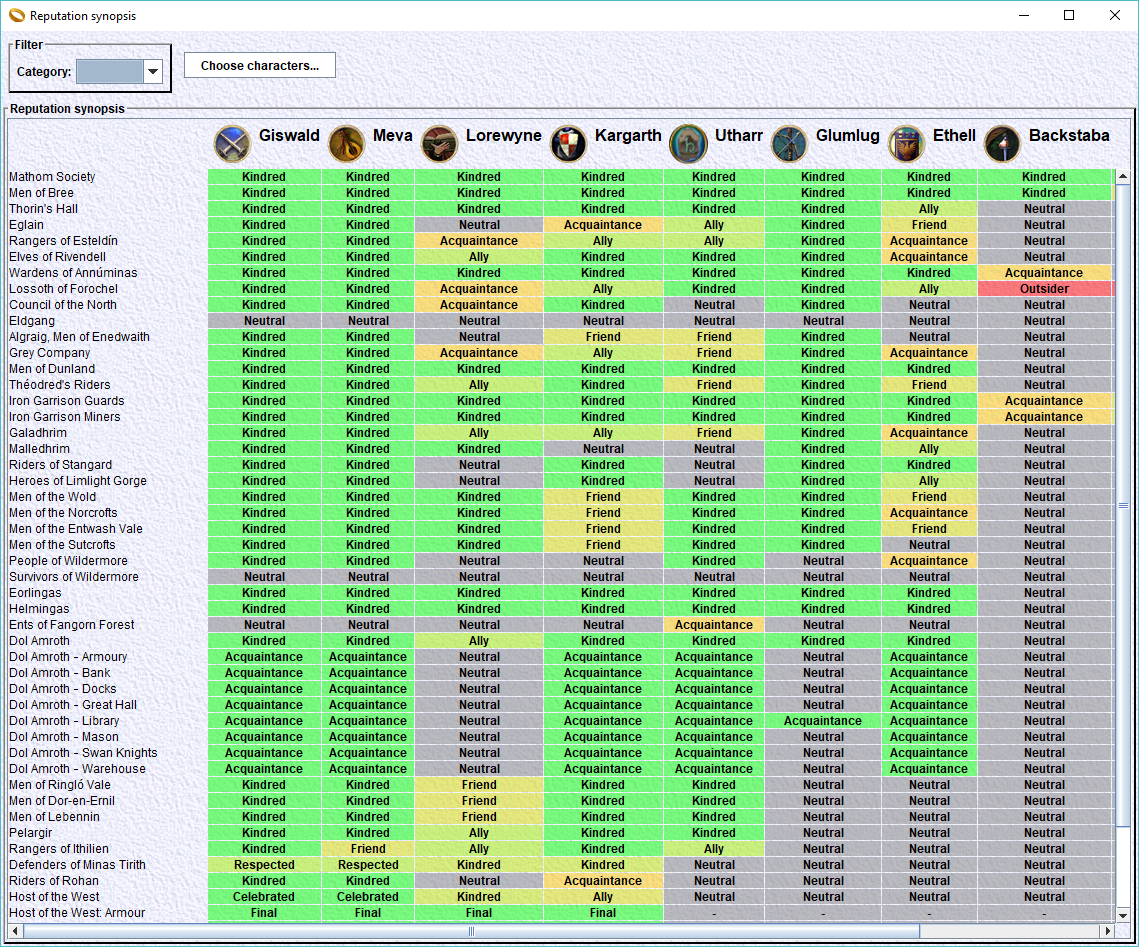 Reputation synopsis
Filter
Category:
Choose characters...
Reputation synopsis
Giswald Meva Lorewyne Kargarth Utharr Glumlug Ethell Backstaba
Mathom Society Kindred Kindred Kindred Kindred Kindred Kindred Kindred Kindred
Men of Bree Kindred Kindred Kindred Kindred Kindred Kindred Kindred Kindred
Thorin's Hall Kindred Kindred Kindred Kindred Kindred Kindred Ally Neutral
Eglain Kindred Kindred Neutral Acquaintance Ally Kindred Friend Neutral
Rangers of Esteldín Kindred Kindred Acquaintance Ally Ally Kindred Acquaintance Neutral
Elves of Rivendell Kindred Kindred Ally Kindred Kindred Kindred Acquaintance Neutral
Wardens of Annúminas Kindred Kindred Kindred Kindred Kindred Kindred Kindred Acquaintance
Lossoth of Forochel Kindred Kindred Acquaintance Ally Kindred Kindred Ally Outsider
Council of the North Kindred Kindred Acquaintance Kindred Neutral Kindred Neutral Neutral
Eldgang Neutral Neutral Neutral Neutral Neutral Neutral Neutral Neutral
Algraig, Men of Enedwaith Kindred Kindred Neutral Friend Friend Kindred Neutral Neutral
Grey Company Kindred Kindred Acquaintance Ally Friend Kindred Acquaintance Neutral
Men of Dunland Kindred Kindred Kindred Kindred Kindred Kindred Kindred Neutral
Théodred's Riders Kindred Kindred Ally Kindred Friend Kindred Friend Neutral
Iron Garrison Guards Kindred Kindred Kindred Kindred Kindred Kindred Kindred Acquaintance
Iron Garrison Miners Kindred Kindred Kindred Kindred Kindred Kindred Kindred Acquaintance
Galadhrim Kindred Kindred Ally Ally Friend Kindred Acquaintance Neutral
Malledhrim Kindred Kindred Kindred Neutral Neutral Kindred Ally Neutral
Riders of Stangard Kindred Kindred Neutral Kindred Neutral Kindred Kindred Neutral
Heroes of Limlight Gorge Kindred Kindred Neutral Kindred Neutral Kindred Ally Neutral
Men of the Wold Kindred Kindred Kindred Friend Kindred Kindred Friend Neutral
Men of the Norcrofts Kindred Kindred Kindred Friend Kindred Kindred Acquaintance Neutral
Men of the Entwash Vale Kindred Kindred Kindred Friend Kindred Kindred Friend Neutral
Men of the Sutcrofts Kindred Kindred Kindred Friend Kindred Kindred Neutral Neutral
People of Wildermore Kindred Kindred Neutral Neutral Kindred Neutral Acquaintance Neutral
Survivors of Wildermore Neutral Neutral Neutral Neutral Neutral Neutral Neutral Neutral
Eorlingas Kindred Kindred Kindred Kindred Kindred Kindred Kindred Neutral
Helmingas Kindred Kindred Kindred Kindred Kindred Kindred Kindred Neutral
Ents of Fangorn Forest Neutral Neutral Neutral Neutral Acquaintance Neutral Neutral Neutral
Dol Amroth Kindred Kindred Ally Kindred Kindred Kindred Kindred Neutral
Dol Amroth - Armoury Acquaintance Acquaintance Neutral Acquaintance Acquaintance Neutral Acquaintance Neutral
Dol Amroth - Bank Acquaintance Acquaintance Neutral Acquaintance Acquaintance Neutral Acquaintance Neutral
Dol Amroth - Docks Acquaintance Acquaintance Neutral Acquaintance Acquaintance Neutral Acquaintance Neutral
Dol Amroth - Great Hall Acquaintance Acquaintance Neutral Acquaintance Acquaintance Neutral Acquaintance Neutral
Dol Amroth - Library Acquaintance Acquaintance Neutral Acquaintance Acquaintance Acquaintance Acquaintance Neutral
Dol Amroth - Mason Acquaintance Acquaintance Neutral Acquaintance Acquaintance Neutral Acquaintance Neutral
Dol Amroth - Swan Knights Acquaintance Acquaintance Neutral Acquaintance Acquaintance Neutral Acquaintance Neutral
Dol Amroth - Warehouse Acquaintance Acquaintance Neutral Acquaintance Acquaintance Neutral Acquaintance Neutral
Men of Ringló Vale Kindred Kindred Friend Kindred Kindred Neutral Neutral Neutral
Men of Dor-en-Ernil Kindred Kindred Friend Kindred Kindred Neutral Neutral Neutral
Men of Lebennin Kindred Kindred Friend Kindred Kindred Neutral Neutral Neutral
Pelargir Kindred Kindred Ally Kindred Kindred Neutral Neutral Neutral
Rangers of Ithilien Kindred Friend Ally Kindred Ally Neutral Neutral Neutral
Defenders of Minas Tirith Respected Respected Kindred Kindred Neutral Neutral Neutral Neutral
Riders of Rohan Kindred Kindred Neutral Acquaintance Neutral Neutral Neutral Neutral
Host of the West Celebrated Celebrated Kindred Ally Neutral Neutral Neutral Neutral
Host of the West: Armour Final Final Final Final - - - -